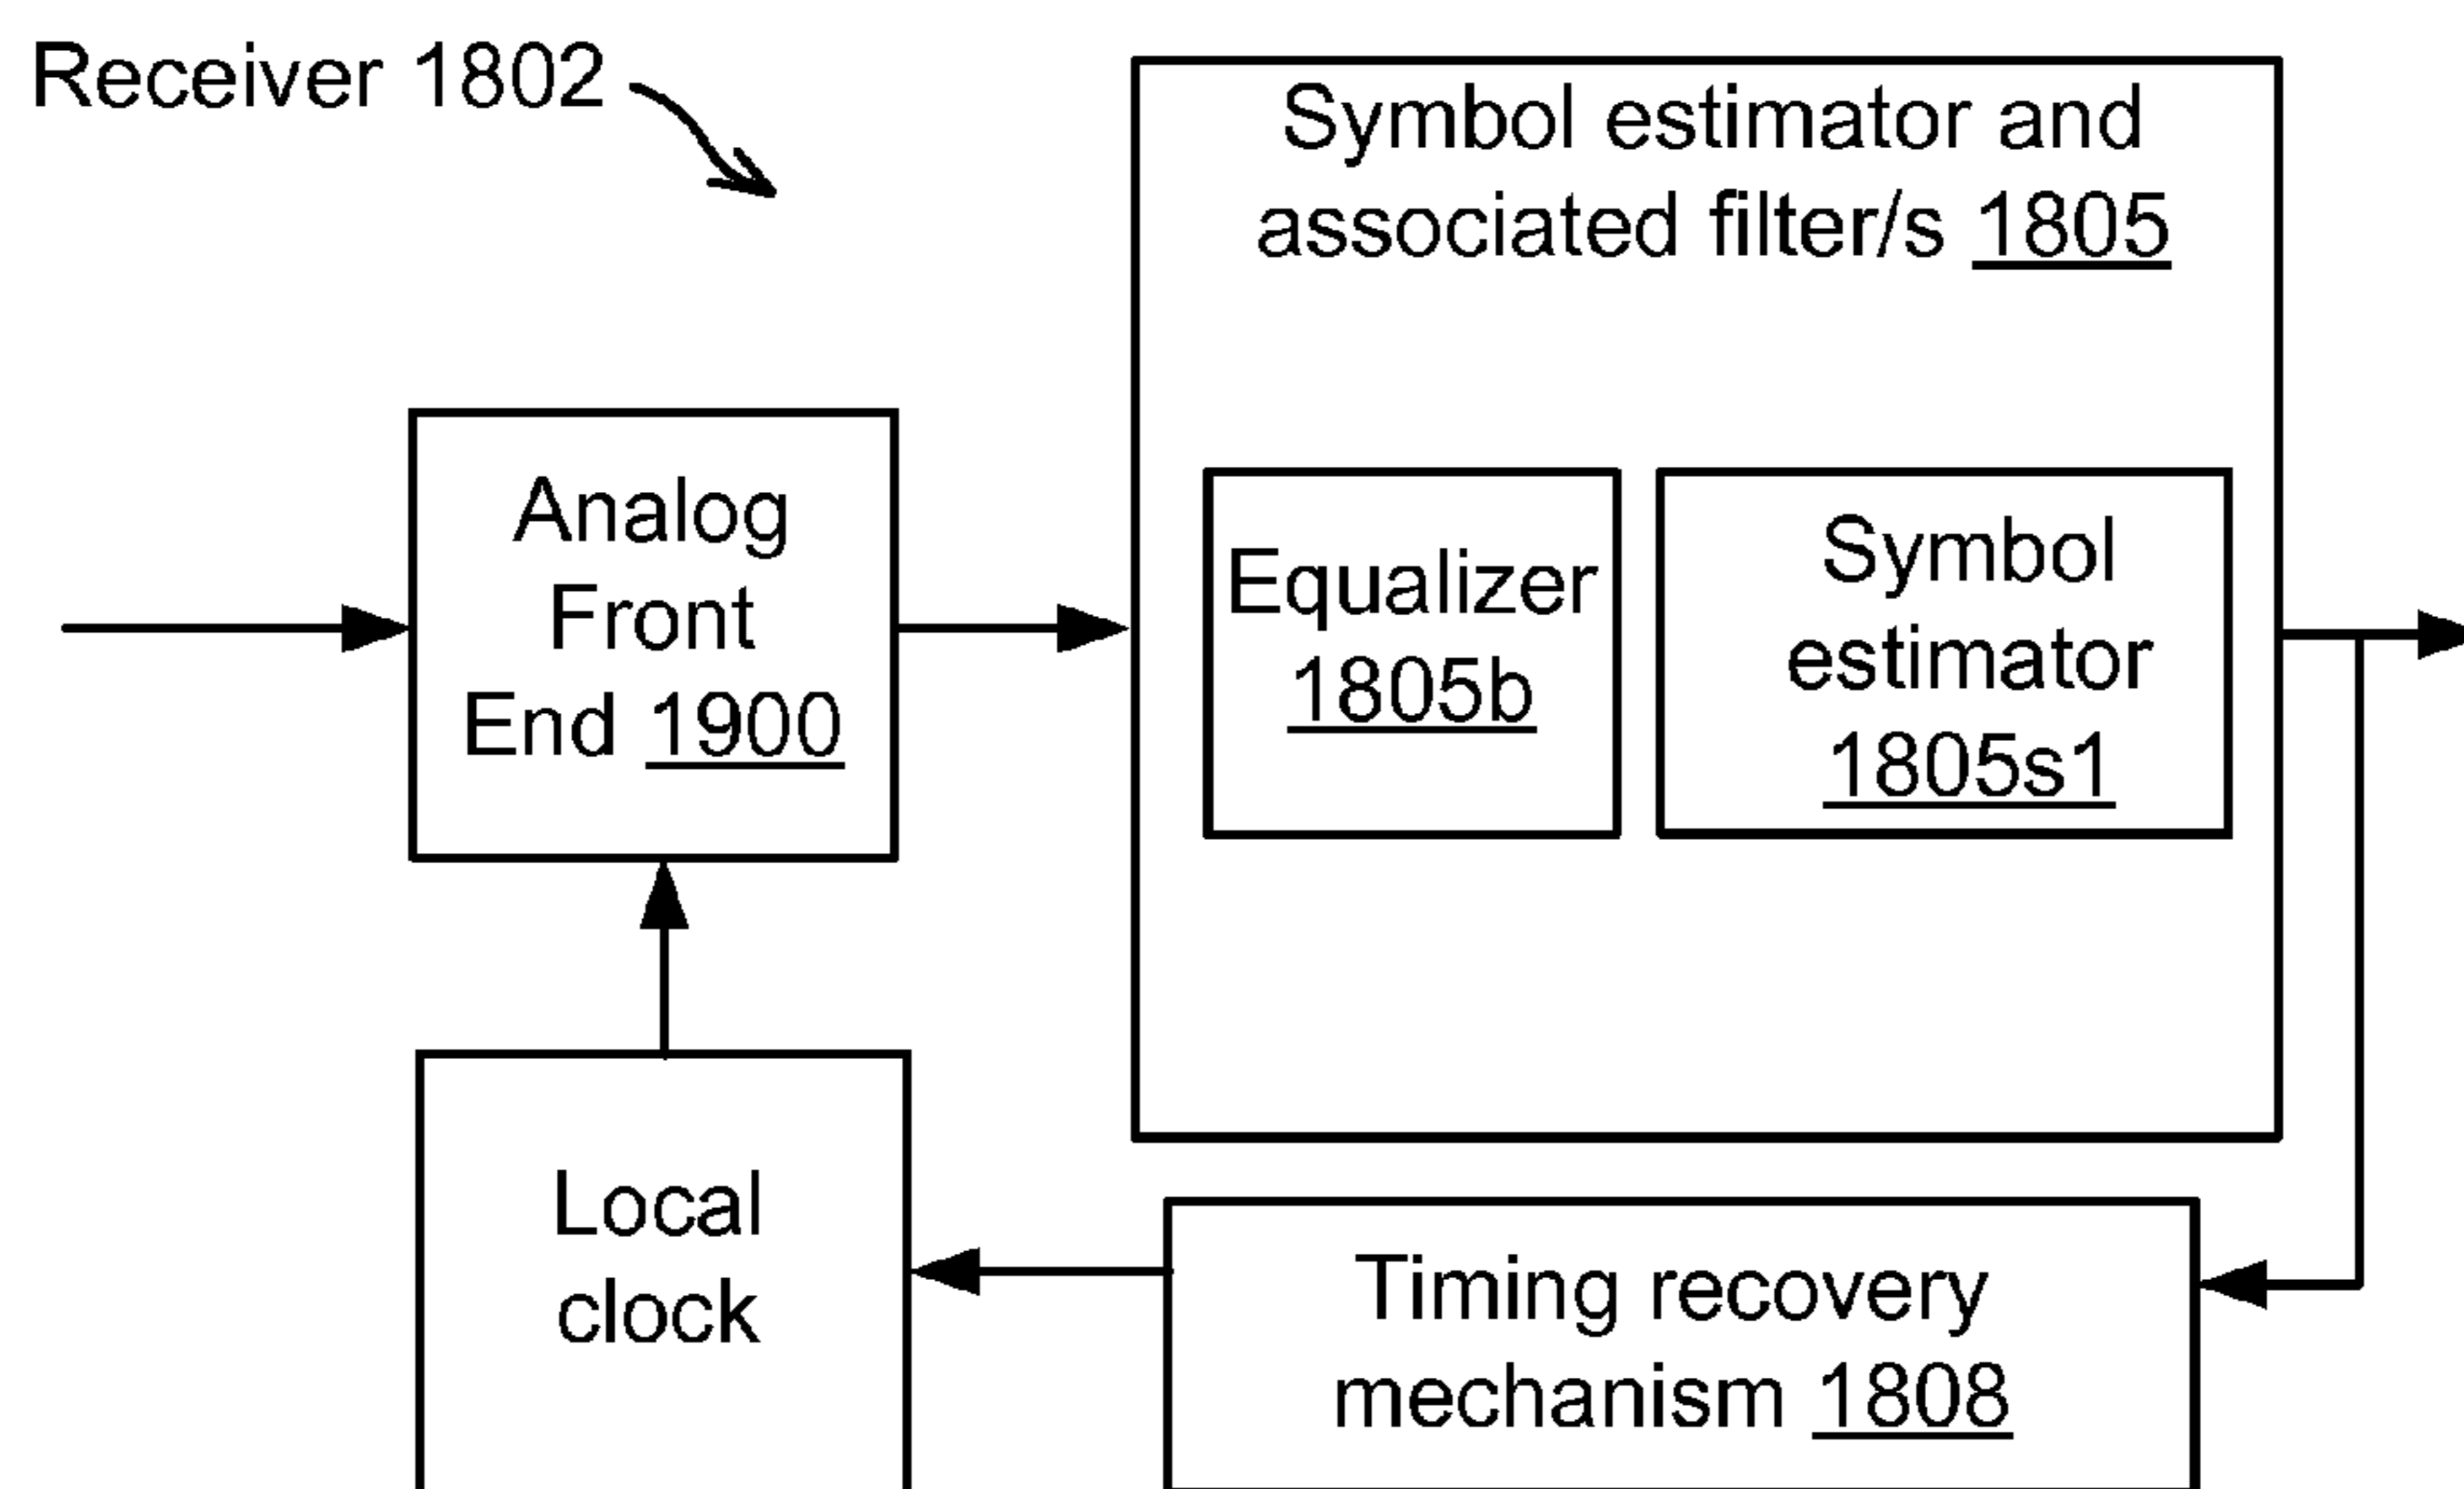 Receiver 1802
Symbol estimator and
associated filter/s 1805
Analog
Front
End 1900
Equalizer
1805b
Symbol
estimator
1805s1
Local
clock
Timing recovery
mechanism 1808